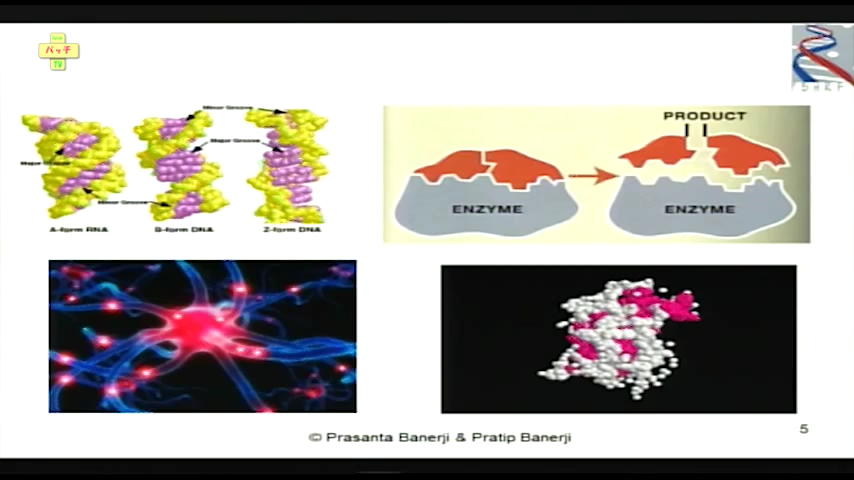 バッチ
TV
Minor Groove
Major Groove
Major Groove
Minor Groove
A-form RNA
B-form DNA
Z-form DNA
PRODUCT
ENZYME
ENZYME
5
© Prasanta Banerji & Pratip Banerji